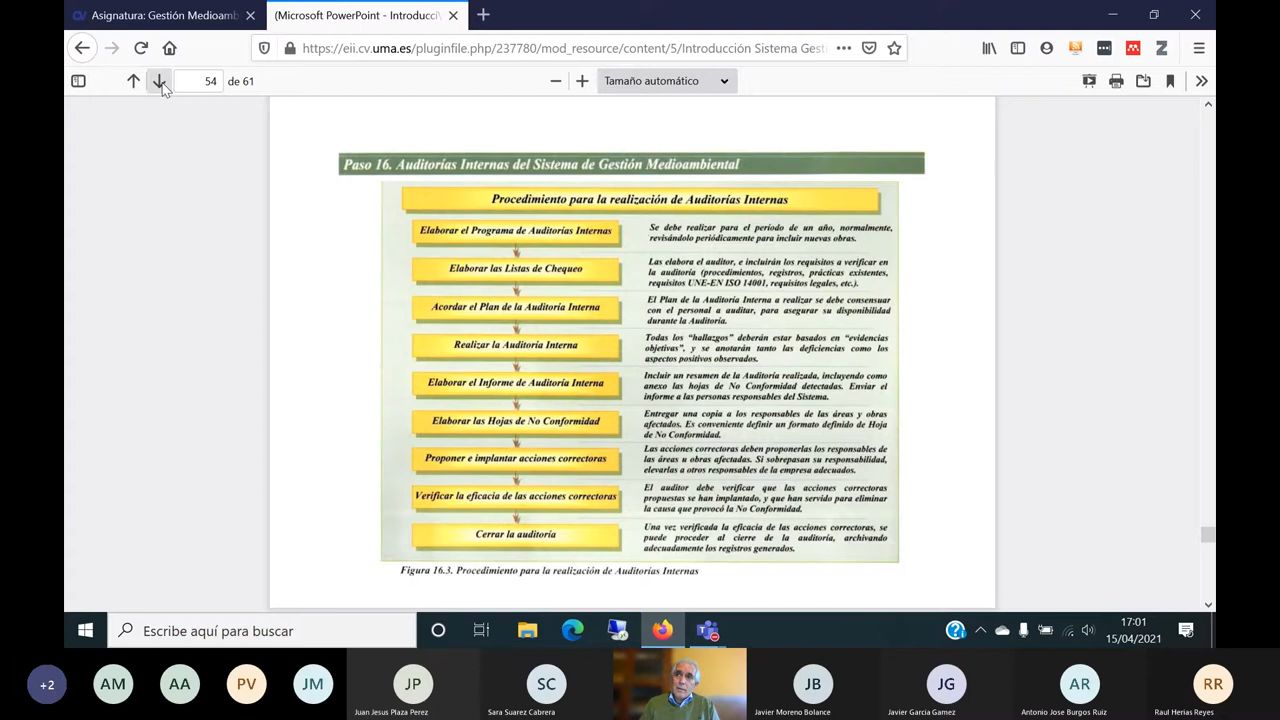 Asignatura: Gestión Medioamb
(Microsoft PowerPoint - Introducci
https://eii.cv.uma.es/pluginfile.php/237780/mod_resource/content/5/Introducción Sistema Gest
54 de 61
Tamaño automático
Paso 16. Auditorías Internas del Sistema de Gestión Medioambiental
Procedimiento para la realización de Auditorías Internas
Elaborar el Programa de Auditorías Internas
Se debe realizar para el período de un año, normalmente,
revisándolo periódicamente para incluir nuevas obras.
Elaborar las Listas de Chequeo
Las elabora el auditor, e incluirán los requisitos a verificar en
la auditoría (procedimientos, registros, prácticas existentes,
requisitos UNE-EN ISO 14001, requisitos legales, etc.).
Acordar el Plan de la Auditoría Interna
El Plan de la Auditoría Interna a realizar se debe consensuar
con el personal a auditar, para asegurar su disponibilidad
durante la Auditoría.
Realizar la Auditoría Interna
Todas los "hallazgos" deberán estar basados en "evidencias
objetivas", y se anotarán tanto las deficiencias como los
aspectos positivos observados.
Elaborar el Informe de Auditoría Interna
Incluir un resumen de la Auditoría realizada, incluyendo como
anexo las hojas de No Conformidad detectadas. Enviar el
informe a las personas responsables del Sistema.
Elaborar las Hojas de No Conformidad
Entregar una copia a los responsables de las áreas y obras
afectados. Es conveniente definir un formato definido de Hoja
de No Conformidad.
Proponer e implantar acciones correctoras
Las acciones correctoras deben proponerlas los responsables de
las áreas u obras afectadas. Si sobrepasan su responsabilidad,
elevarlas a otros responsables de la empresa adecuados.
Verificar la eficacia de las acciones correctoras
El auditor debe verificar que las acciones correctoras
propuestas se han implantado, y que han servido para eliminar
la causa que provocó la No Conformidad.
Cerrar la auditoría
Una vez verificada la eficacia de las acciones correctoras, se
puede proceder al cierre de la auditoría, archivando
adecuadamente los registros generados.
Figura 16.3. Procedimiento para la realización de Auditorías Internas
Escribe aquí para buscar
17:01
15/04/2021
+2
AM
AA
PV
JM
JP
SC
JB
JG
AR
RR
Juan Jesus Plaza Perez
Sara Suarez Cabrera
Javier Moreno Bolance
Javier Garcia Gamez
Antonio Jose Burgos Ruiz
Raul Herias Reyes